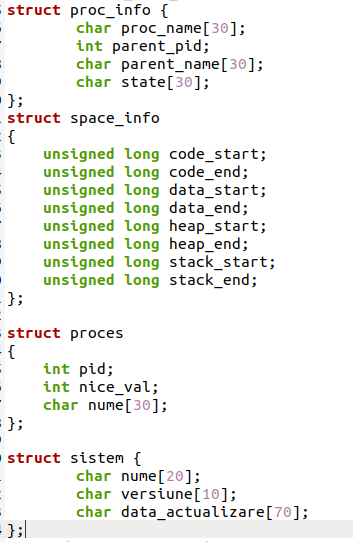 struct proc_info {
char proc_name[30];
int parent_pid;
char parent_name[30];
char state[30];
};
struct space_info
{
unsigned long code_start;
unsigned long code_end;
unsigned long data_start;
unsigned long data_end;
unsigned long heap_start;
unsigned long heap_end;
unsigned long stack_start;
unsigned long stack_end;
};
struct proces
{
int pid;
int nice_val;
char nume[30];
};
struct sistem {
char nume[20];
char versiune[10];
char data_actualizare[70];
};